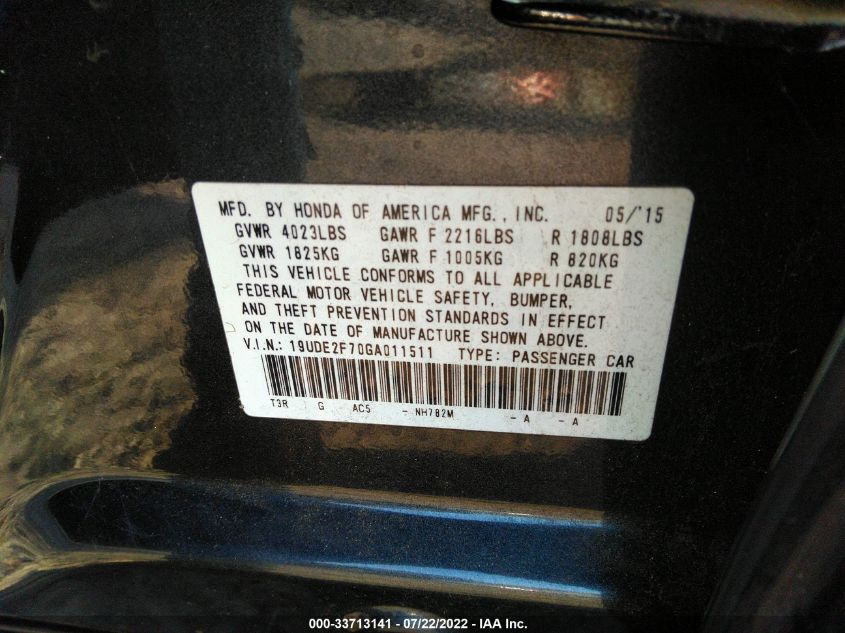 MFD. BY HONDA OF AMERICA MFG., INC. 05/'15
GVWR 4023LBS GAWR F 2216LBS R 1808LBS
GVWR 1825KG GAWR F 1005KG R 820KG
THIS VEHICLE CONFORMS TO ALL APPLICABLE
FEDERAL MOTOR VEHICLE SAFETY, BUMPER,
AND THEFT PREVENTION STANDARDS IN EFFECT
ON THE DATE OF MANUFACTURE SHOWN ABOVE.
V.I.N.: 19UDE2F70GA011511 TYPE: PASSENGER CAR
T3R G AC5 - NH782M - A - A
000-33713141 - 07/22/2022 - IAA Inc.